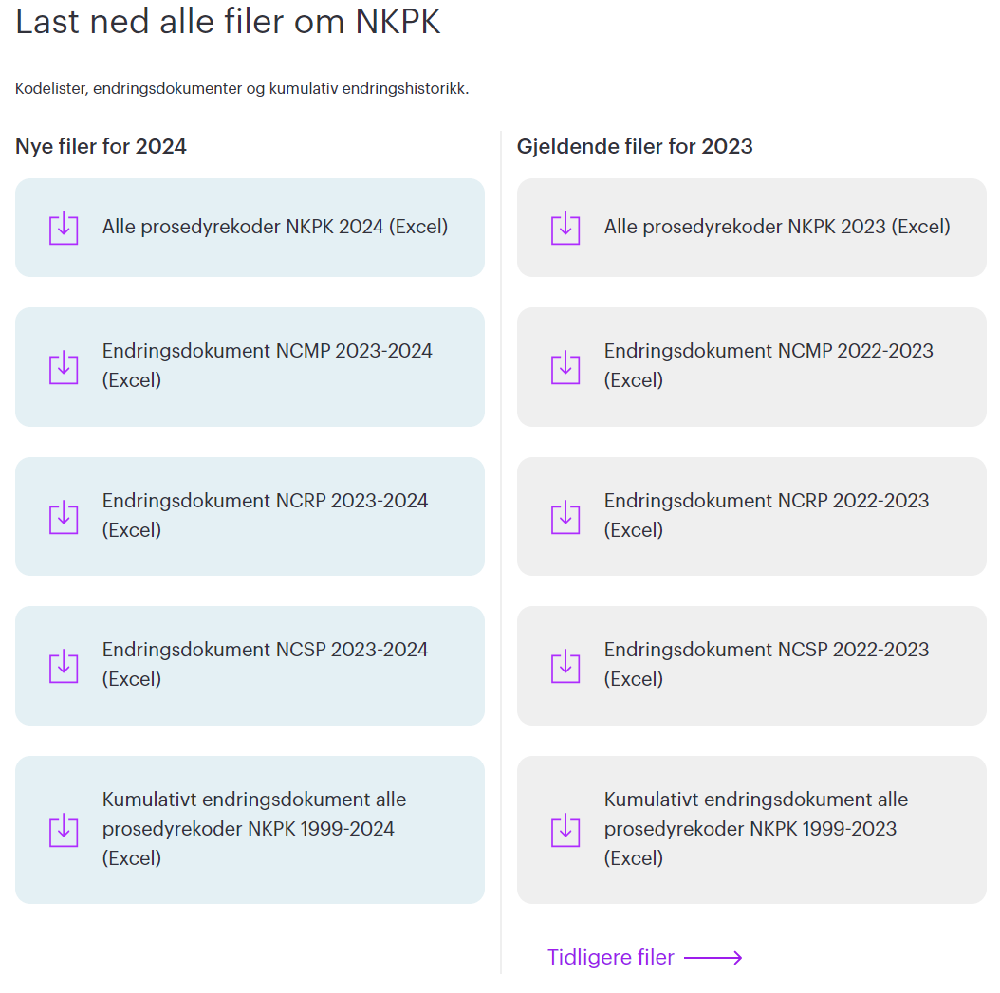 Last ned alle filer om NKPK
Kodelister, endringsdokumenter og kumulativ endringshistorikk.
Nye filer for 2024
Alle prosedyrekoder NKPK 2024 (Excel)
Endringsdokument NCMP 2023-2024
(Excel)
Endringsdokument NCRP 2023-2024
(Excel)
Endringsdokument NCSP 2023-2024
(Excel)
Kumulativt endringsdokument alle
prosedyrekoder NKPK 1999-2024
(Excel)
Gjeldende filer for 2023
Alle prosedyrekoder NKPK 2023 (Excel)
Endringsdokument NCMP 2022-2023
(Excel)
Endringsdokument NCRP 2022-2023
(Excel)
Endringsdokument NCSP 2022-2023
(Excel)
Kumulativt endringsdokument alle
prosedyrekoder NKPK 1999-2023
(Excel)
Tidligere filer